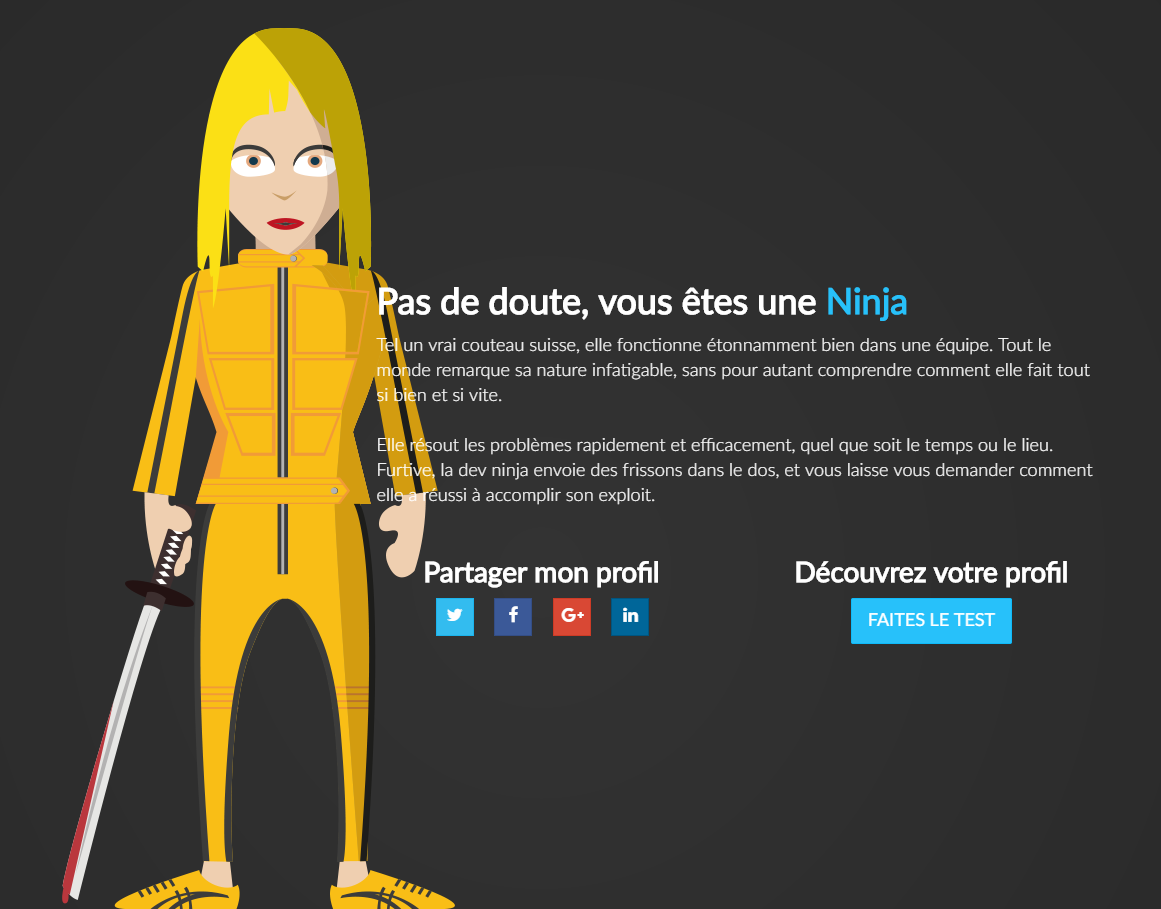 Pas de doute, vous êtes une Ninja
Tel un vrai couteau suisse, elle fonctionne étonnamment bien dans une équipe. Tout le
monde remarque sa nature infatigable, sans pour autant comprendre comment elle fait tout
si bien et si vite.
Elle résout les problèmes rapidement et efficacement, quel que soit le temps ou le lieu.
Furtive, la dev ninja envoie des frissons dans le dos, et vous laisse vous demander comment
elle a réussi à accomplir son exploit.
Partager mon profil
f G+ in
Découvrez votre profil
FAITES LE TEST